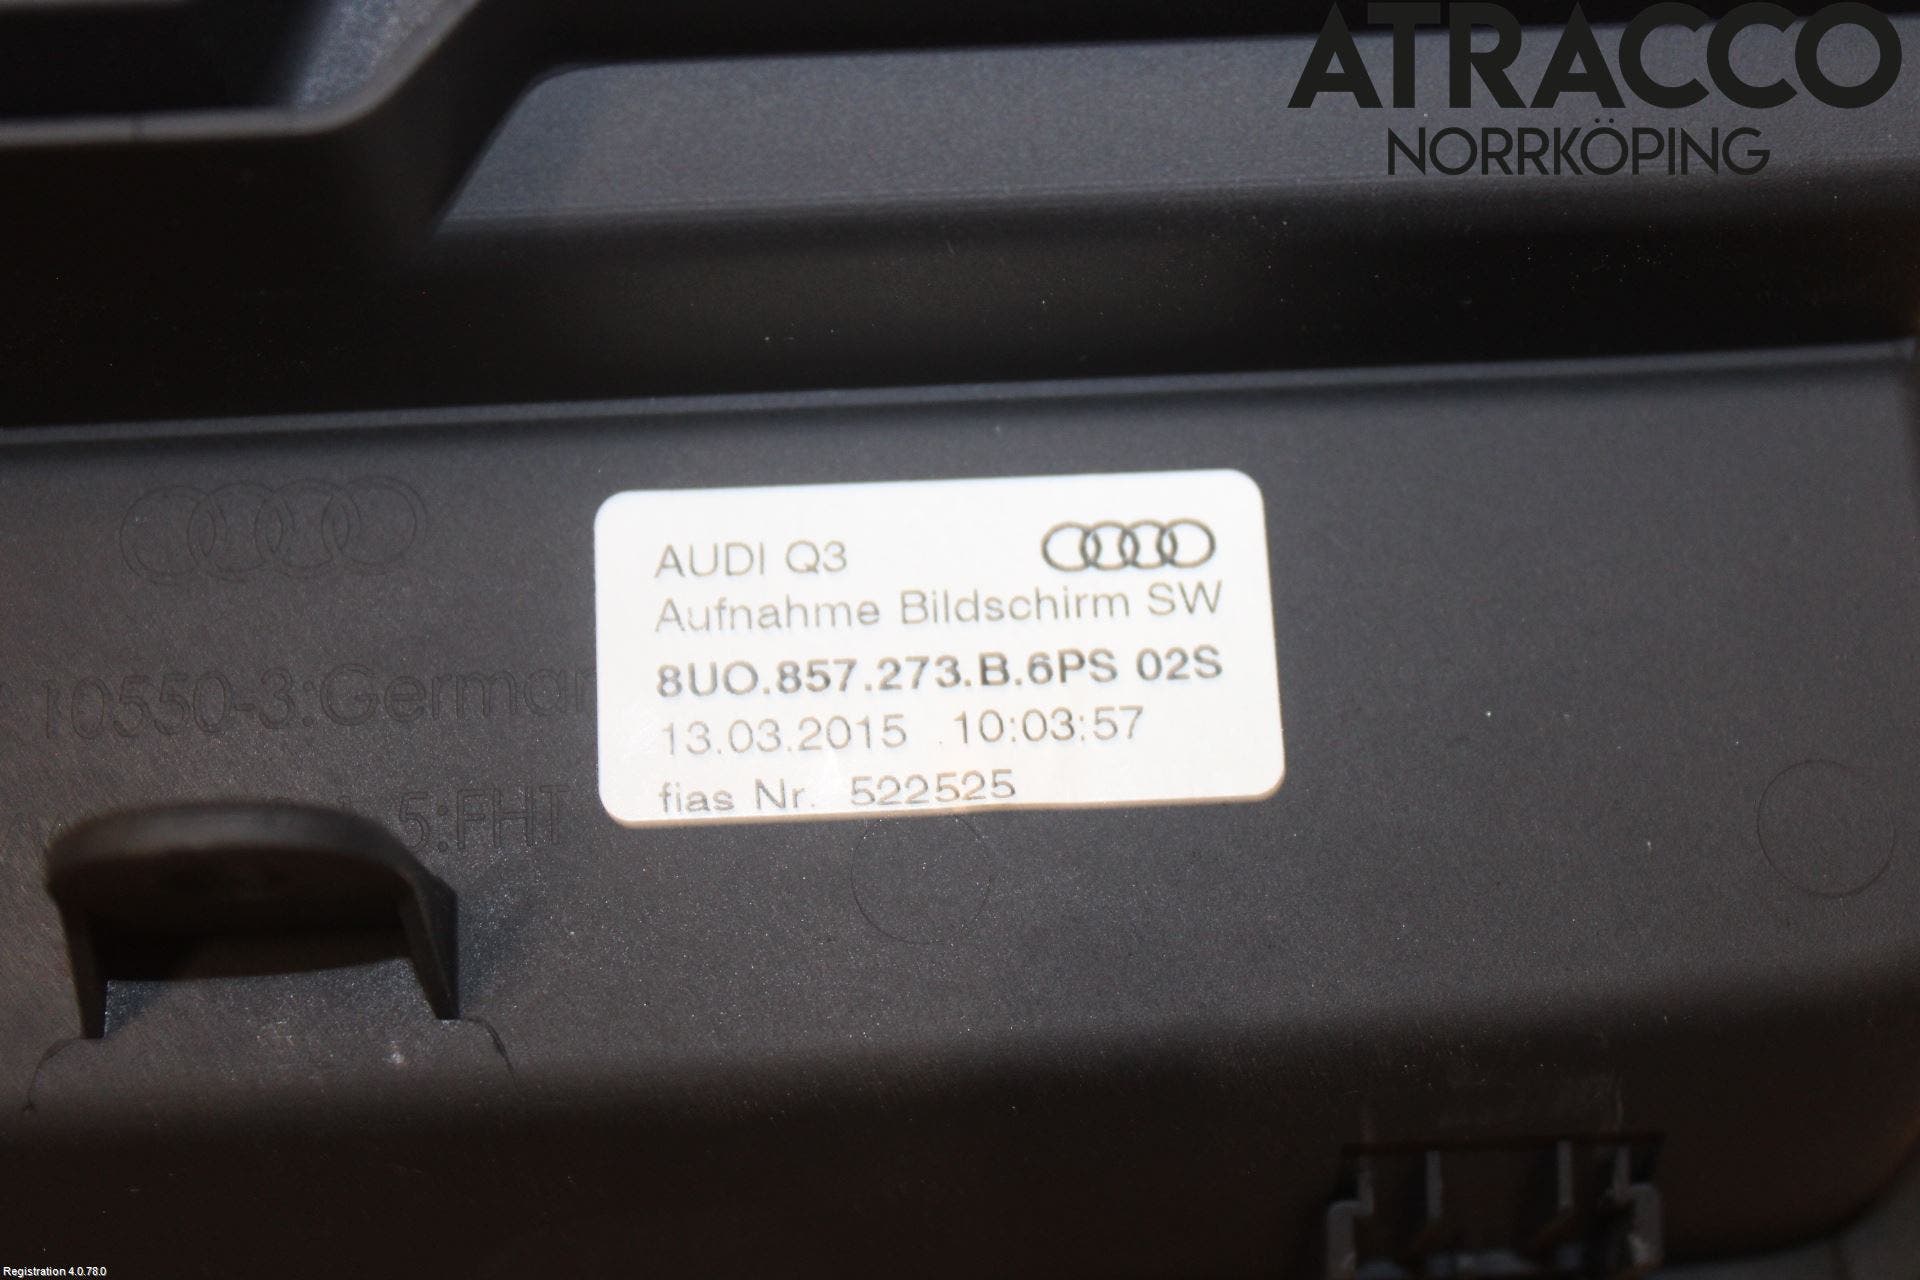 ATRACCO
NORRKÖPING
AUDI Q3
Aufnahme Bildschirm SW
8UO.857.273.B.6PS 02S
13.03.2015 10:03:57
fias Nr. 522525
10550-3:German
5:FHT
Registration 4.0.78.0